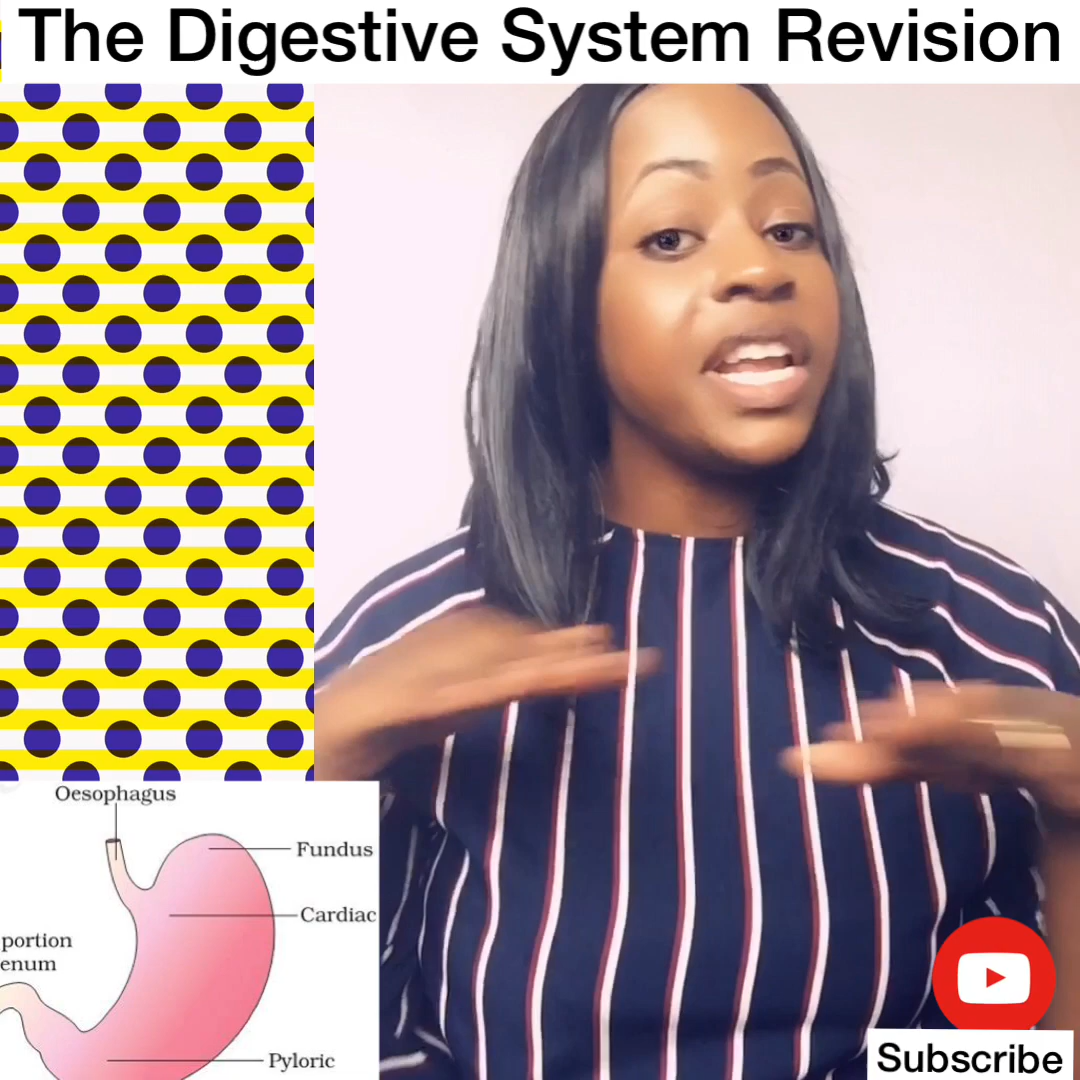 The Digestive System Revision
Oesophagus
Fundus
Cardiac
portion
enum
Pyloric
Subscribe